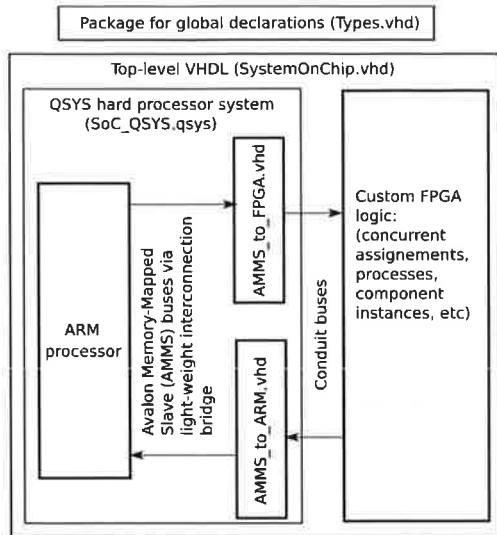 Package for global declarations (Types.vhd)
Top-level VHDL (SystemOnChip.vhd)
QSYS hard processor system
(SoC_QSYS.qsys)
ARM
processor
Avalon Memory-Mapped
Slave (AMMS) buses via
light-weight interconnection
bridge
AMMS_to_FPGA.vhd
AMMS_to_ARM.vhd
Conduit buses
Custom FPGA
logic:
(concurrent
assignements,
processes,
component
instances, etc)